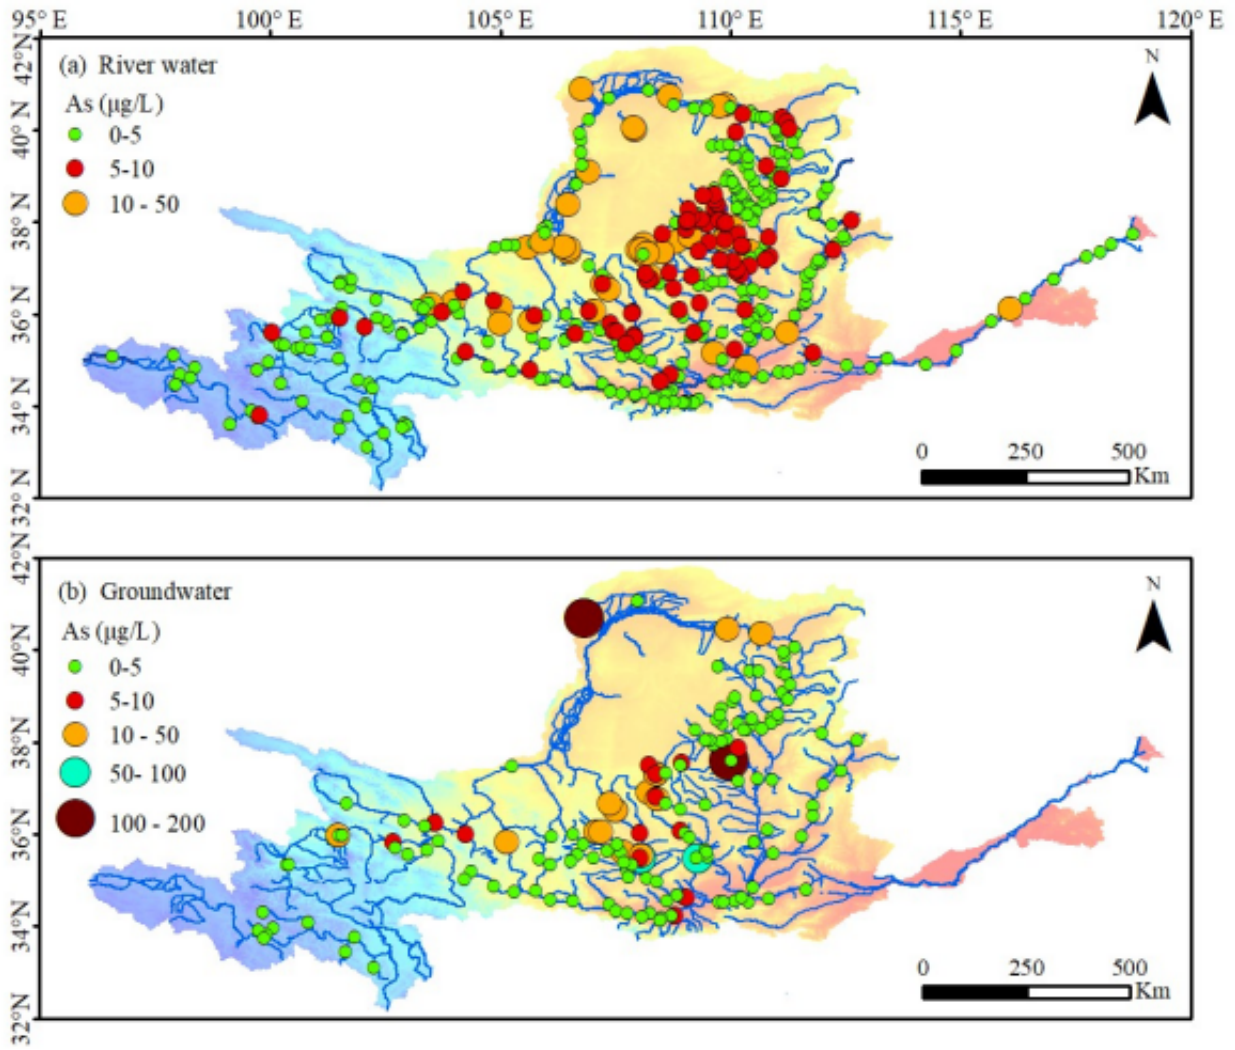 95° E 100° E 105° E 110° E 115° E 120° E
42°N
40° N
38° N
36° N
34° N
32° N
(a) River water
As (μg/L)
0-5
5-10
10 - 50
N
0 250 500
Km
42°N
40°N
38°N
36°N
34°N
32°N
(b) Groundwater
As (μg/L)
0-5
5-10
10 - 50
50- 100
100 - 200
N
0 250 500
Km